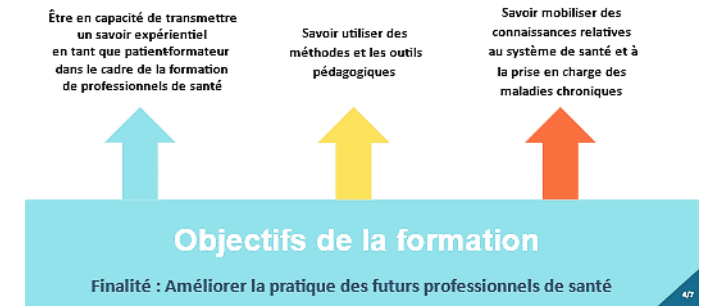 Être en capacité de transmettre
un savoir expérientiel
en tant que patient-formateur
dans le cadre de la formation
de professionnels de santé
Savoir utiliser des
méthodes et les outils
pédagogiques
Savoir mobiliser des
connaissances relatives
au système de santé et à
la prise en charge des
maladies chroniques
Objectifs de la formation
Finalité : Améliorer la pratique des futurs professionnels de santé
4/7